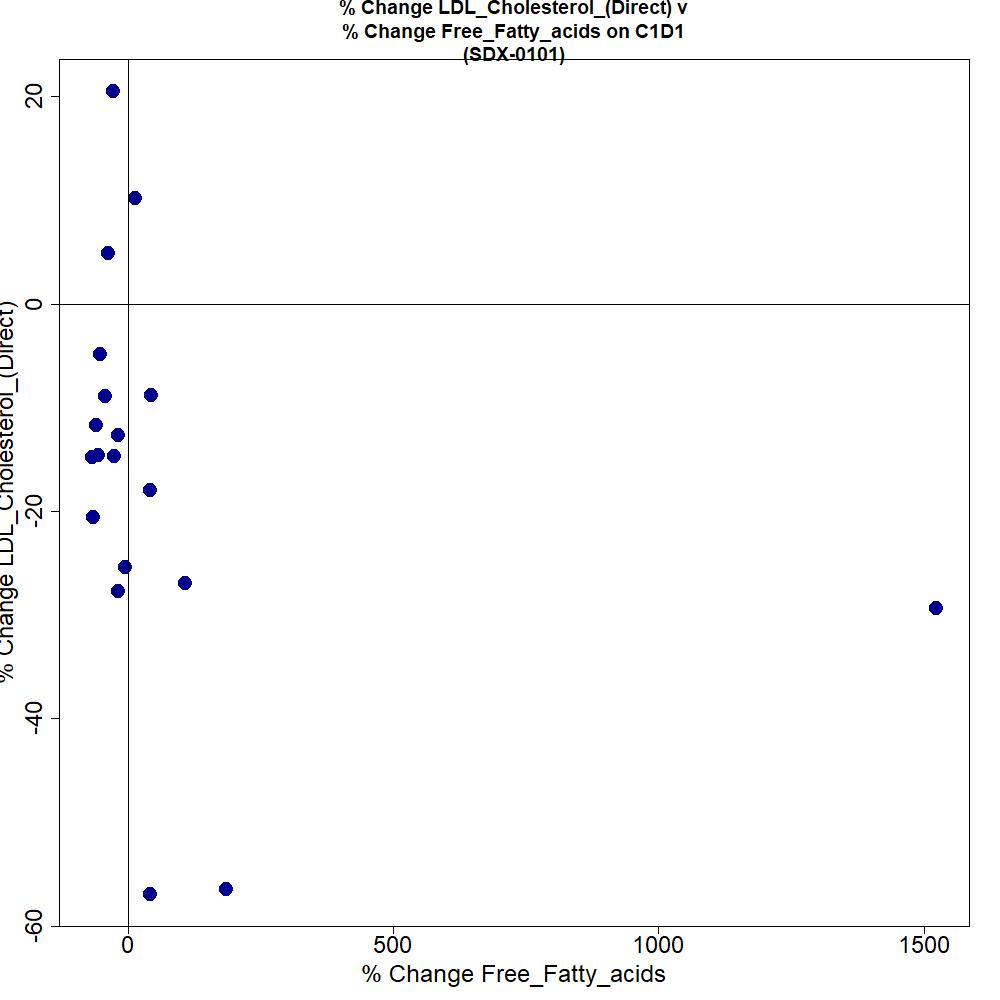 % Change LDL_Cholesterol_(Direct) v
% Change Free_Fatty_acids on C1D1
(SDX-0101)
% Change LDL_Cholesterol_(Direct)
20
0
-20
-40
-60
0
500
1000
1500
% Change Free_Fatty_acids